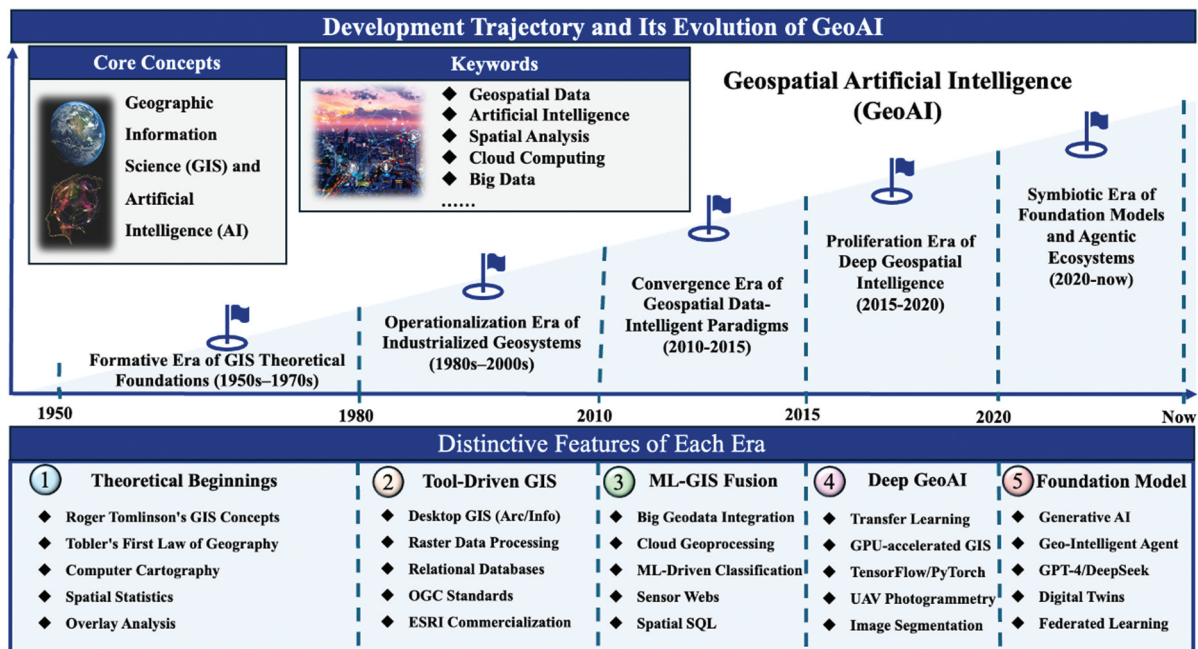 Development Trajectory and Its Evolution of GeoAI
Core Concepts
Geographic
Information
Science (GIS) and
Artificial
Intelligence (AI)
Keywords
◆ Geospatial Data
◆ Artificial Intelligence
◆ Spatial Analysis
◆ Cloud Computing
◆ Big Data
......
Geospatial Artificial Intelligence
(GeoAI)
Formative Era of GIS Theoretical
Foundations (1950s–1970s)
Operationalization Era of
Industrialized Geosystems
(1980s–2000s)
Convergence Era of
Geospatial Data-
Intelligent Paradigms
(2010-2015)
Proliferation Era of
Deep Geospatial
Intelligence
(2015-2020)
Symbiotic Era of
Foundation Models
and Agentic
Ecosystems
(2020-now)
1950
1980
2010
2015
2020
Now
Distinctive Features of Each Era
1 Theoretical Beginnings
◆ Roger Tomlinson's GIS Concepts
◆ Tobler's First Law of Geography
◆ Computer Cartography
◆ Spatial Statistics
◆ Overlay Analysis
2 Tool-Driven GIS
◆ Desktop GIS (Arc/Info)
◆ Raster Data Processing
◆ Relational Databases
◆ OGC Standards
◆ ESRI Commercialization
3 ML-GIS Fusion
◆ Big Geodata Integration
◆ Cloud Geoprocessing
◆ ML-Driven Classification
◆ Sensor Webs
◆ Spatial SQL
4 Deep GeoAI
◆ Transfer Learning
◆ GPU-accelerated GIS
◆ TensorFlow/PyTorch
◆ UAV Photogrammetry
◆ Image Segmentation
5 Foundation Model
◆ Generative AI
◆ Geo-Intelligent Agent
◆ GPT-4/DeepSeek
◆ Digital Twins
◆ Federated Learning